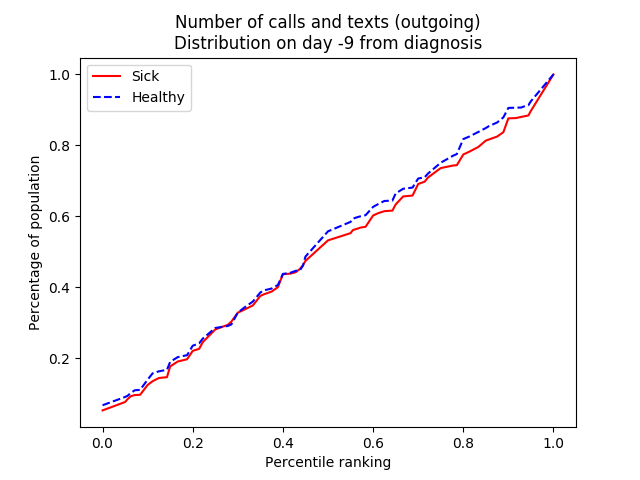 Number of calls and texts (outgoing)
Distribution on day -9 from diagnosis
Sick
Healthy
1.0
0.8
0.6
0.4
0.2
Percentage of population
0.0 0.2 0.4 0.6 0.8 1.0
Percentile ranking